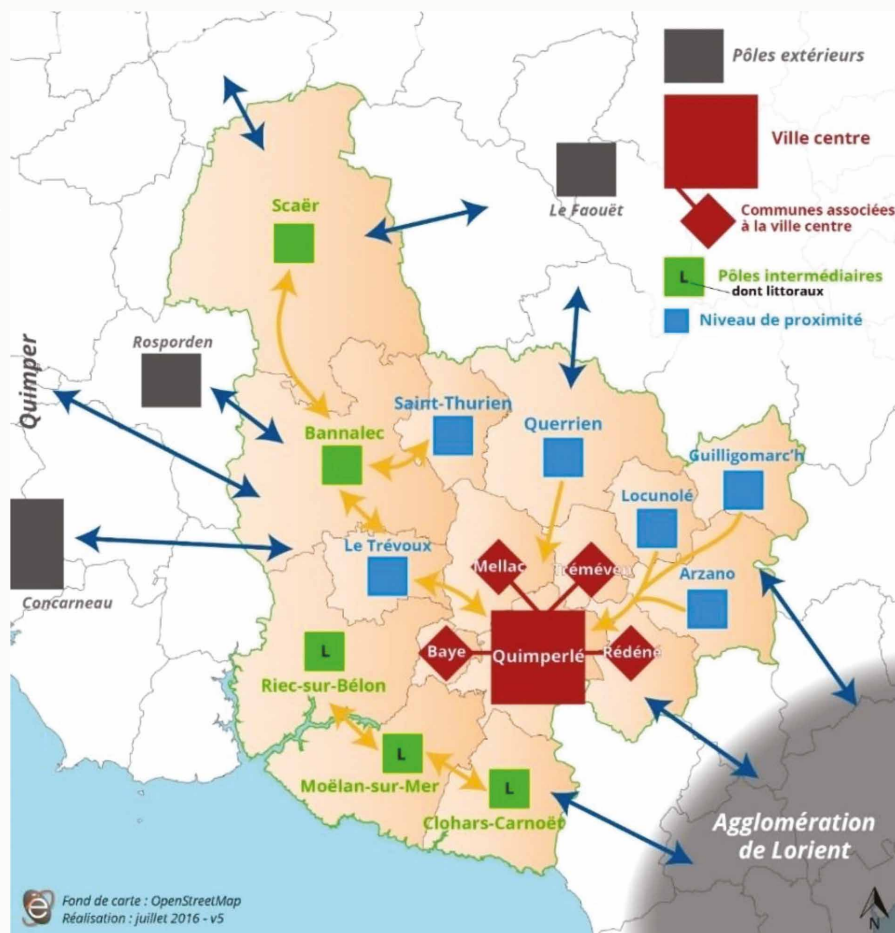 Pôles extérieurs
Ville centre
Communes associées
à la ville centre
L
Pôles intermédiaires
dont littoraux
Niveau de proximité
Le Faouët
Scaër
Rosporden
Quimper
Saint-Thurien
Querrien
Bannalec
Guilligomarc'h
Locunolé
Le Trévoux
Mellac
Tréméven
Arzano
Concarneau
Baye
Quimperlé
Rédéné
L
Riec-sur-Bélon
L
Moëlan-sur-Mer
L
Clohars-Carnoët
Agglomération
de Lorient
e
Fond de carte : OpenStreetMap
Réalisation : juillet 2016 - v5
N